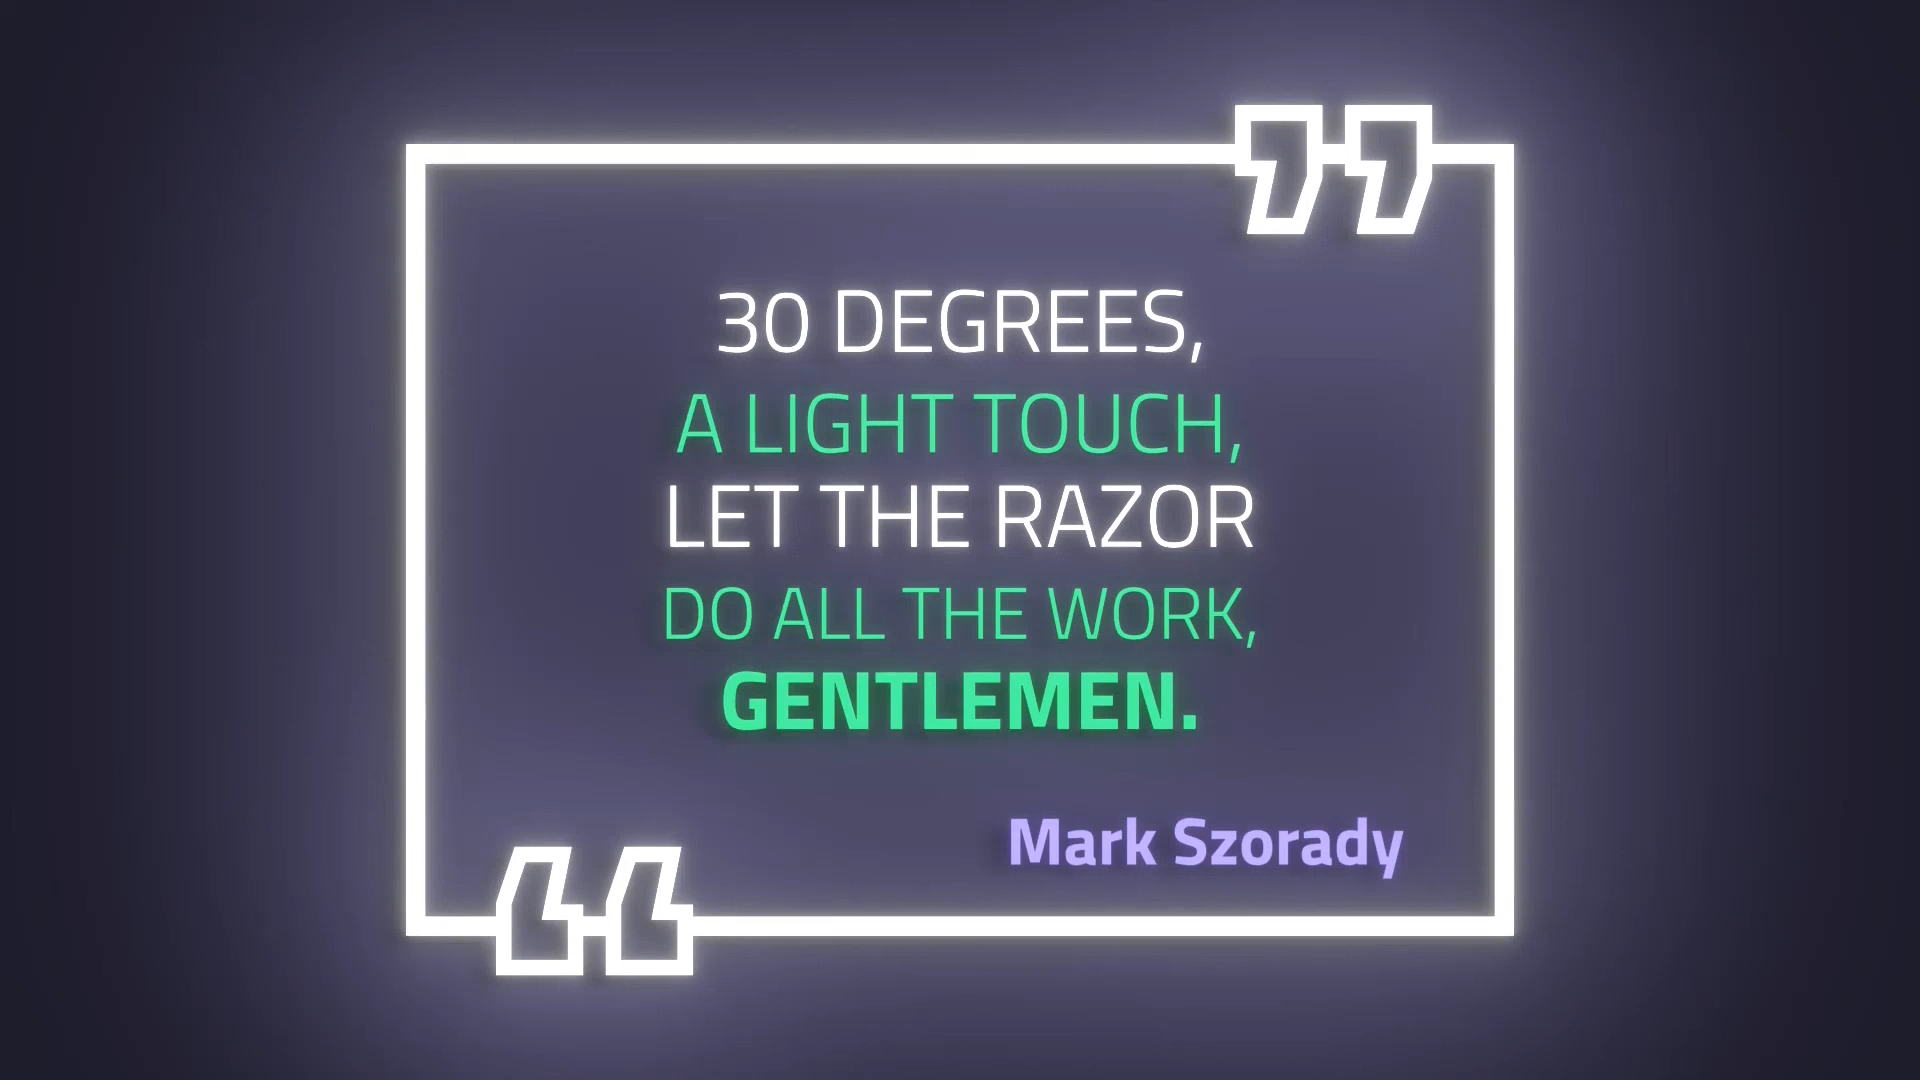 30 DEGREES,
A LIGHT TOUCH,
LET THE RAZOR
DO ALL THE WORK,
GENTLEMEN.
Mark Szorady